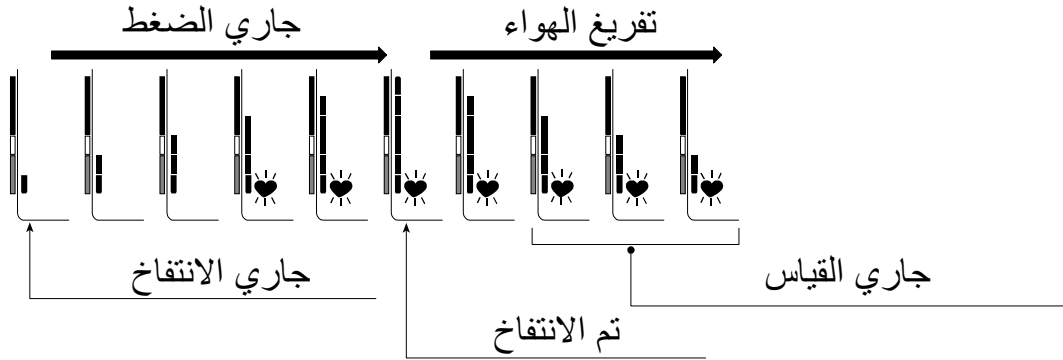 جاري الضغط
تفريغ الهواء
جاري الانتفاخ
جاري القياس
تم الانتفاخ